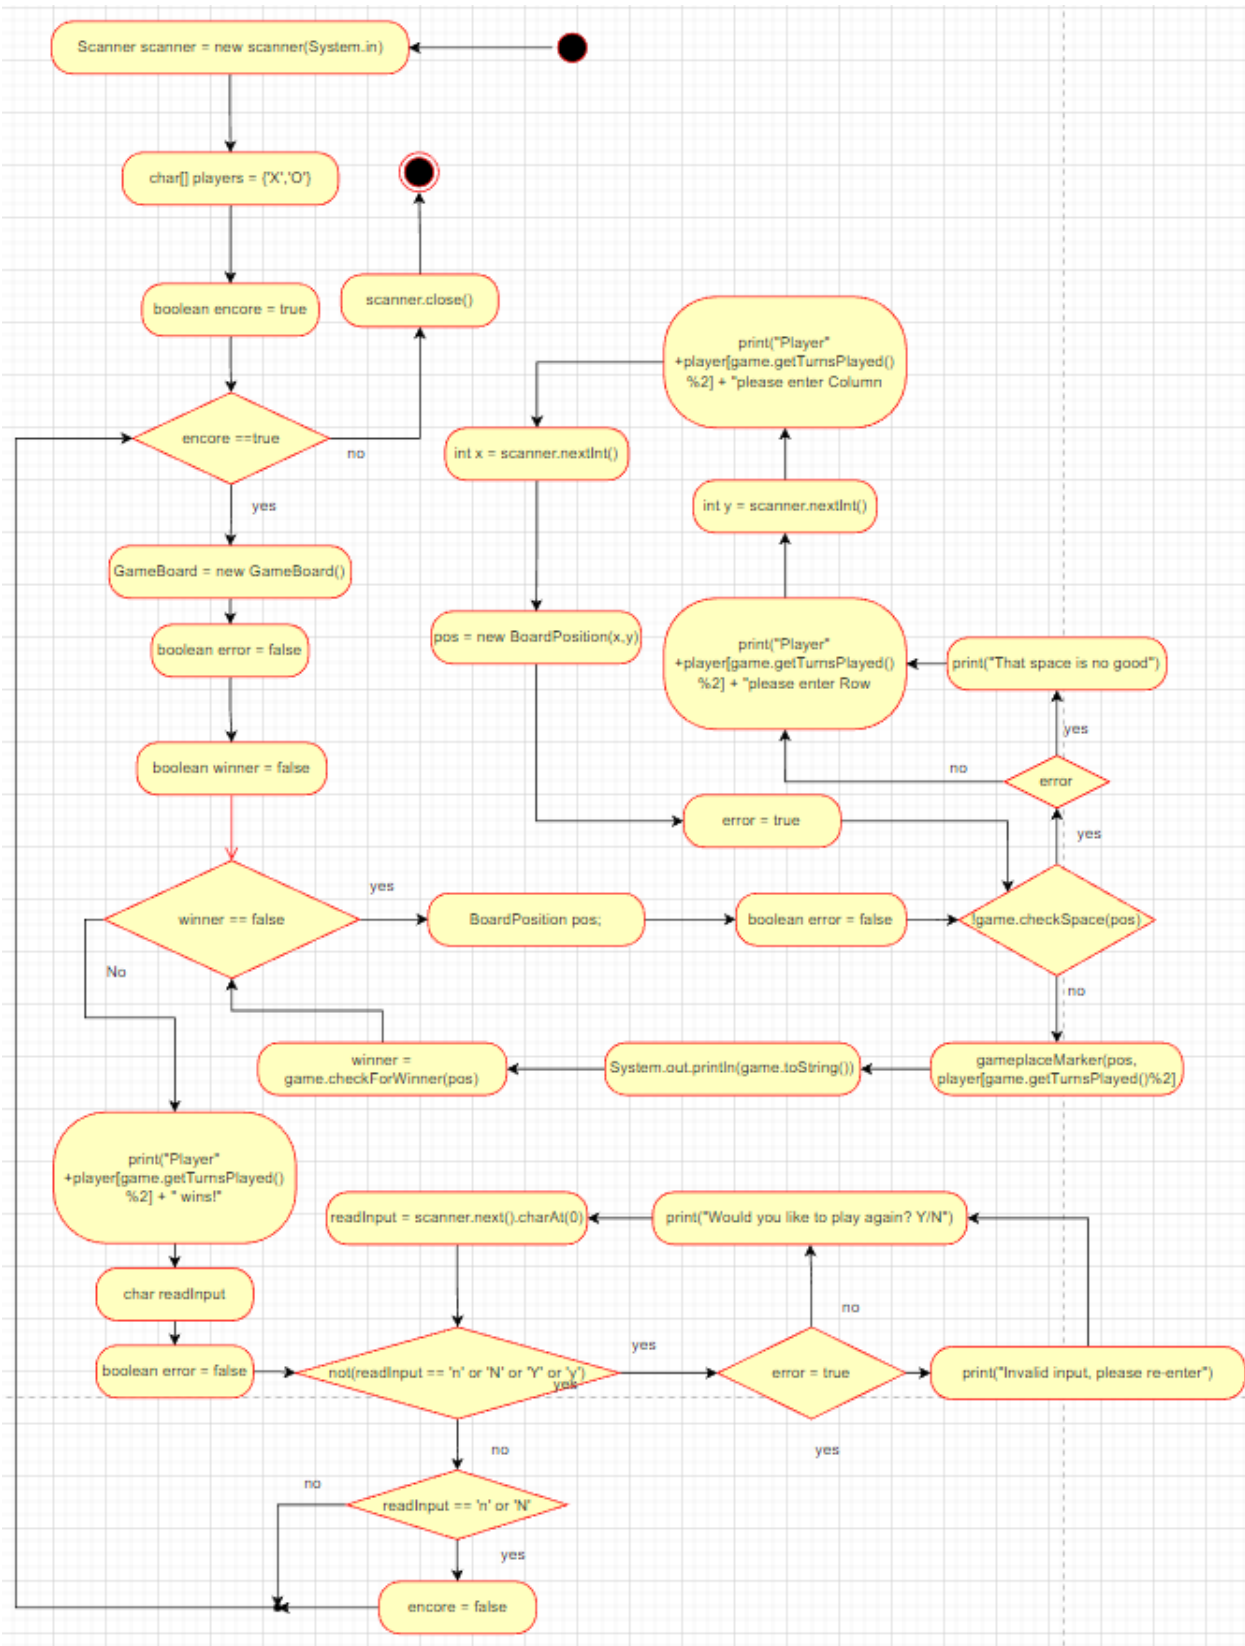 Scanner scanner = new scanner(System.in)
char[] players = {'X','O'}
boolean encore = true
scanner.close()
encore ==true
no
yes
GameBoard = new GameBoard()
boolean error = false
boolean winner = false
print("Player"
+player[game.getTurnsPlayed()
%2] + "please enter Column
int x = scanner.nextInt()
int y = scanner.nextInt()
pos = new BoardPosition(x,y)
print("Player"
+player[game.getTurnsPlayed()
%2] + "please enter Row
print("That space is no good")
yes
no
error
error = true
yes
winner == false
yes
BoardPosition pos;
boolean error = false
!game.checkSpace(pos)
No
no
winner =
game.checkForWinner(pos)
System.out.println(game.toString())
gameplaceMarker(pos,
player[game.getTurnsPlayed()%2]
print("Player"
+player[game.getTurnsPlayed()
%2] + " wins!"
readInput = scanner.next().charAt(0)
print("Would you like to play again? Y/N")
char readInput
no
boolean error = false
not(readInput == 'n' or 'N' or 'Y' or 'y')
yes
yes
error = true
print("Invalid input, please re-enter")
no
yes
no
readInput == 'n' or 'N'
yes
encore = false